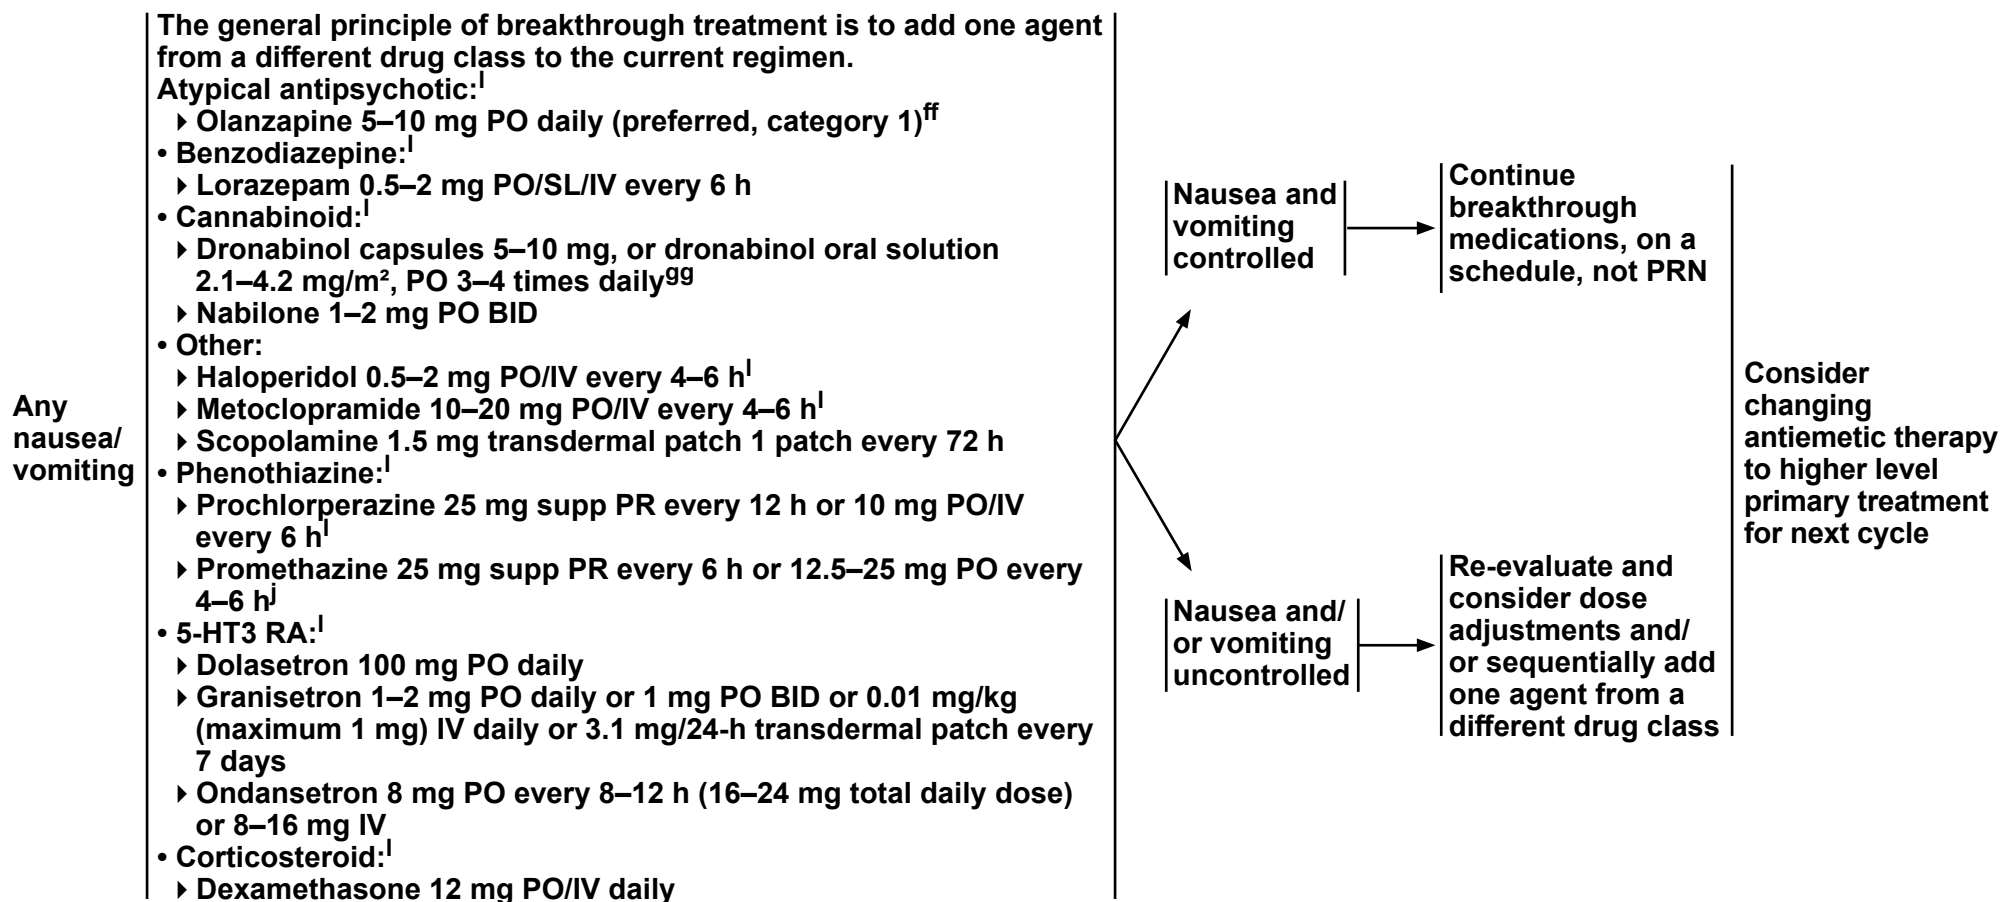 Any
nausea/
vomiting
The general principle of breakthrough treatment is to add one agent
from a different drug class to the current regimen.
Atypical antipsychotic:l
‣ Olanzapine 5–10 mg PO daily (preferred, category 1)ff
• Benzodiazepine:l
‣ Lorazepam 0.5–2 mg PO/SL/IV every 6 h
• Cannabinoid:l
‣ Dronabinol capsules 5–10 mg, or dronabinol oral solution
2.1–4.2 mg/m², PO 3–4 times dailygg
‣ Nabilone 1–2 mg PO BID
• Other:
‣ Haloperidol 0.5–2 mg PO/IV every 4–6 hl
‣ Metoclopramide 10–20 mg PO/IV every 4–6 hl
‣ Scopolamine 1.5 mg transdermal patch 1 patch every 72 h
• Phenothiazine:l
‣ Prochlorperazine 25 mg supp PR every 12 h or 10 mg PO/IV
every 6 hl
‣ Promethazine 25 mg supp PR every 6 h or 12.5–25 mg PO every
4–6 hj
• 5-HT3 RA:l
‣ Dolasetron 100 mg PO daily
‣ Granisetron 1–2 mg PO daily or 1 mg PO BID or 0.01 mg/kg
(maximum 1 mg) IV daily or 3.1 mg/24-h transdermal patch every
7 days
‣ Ondansetron 8 mg PO every 8–12 h (16–24 mg total daily dose)
or 8–16 mg IV
• Corticosteroid:l
‣ Dexamethasone 12 mg PO/IV daily
Nausea and
vomiting
controlled
Continue
breakthrough
medications, on a
schedule, not PRN
Nausea and/
or vomiting
uncontrolled
Re-evaluate and
consider dose
adjustments and/
or sequentially add
one agent from a
different drug class
Consider
changing
antiemetic therapy
to higher level
primary treatment
for next cycle